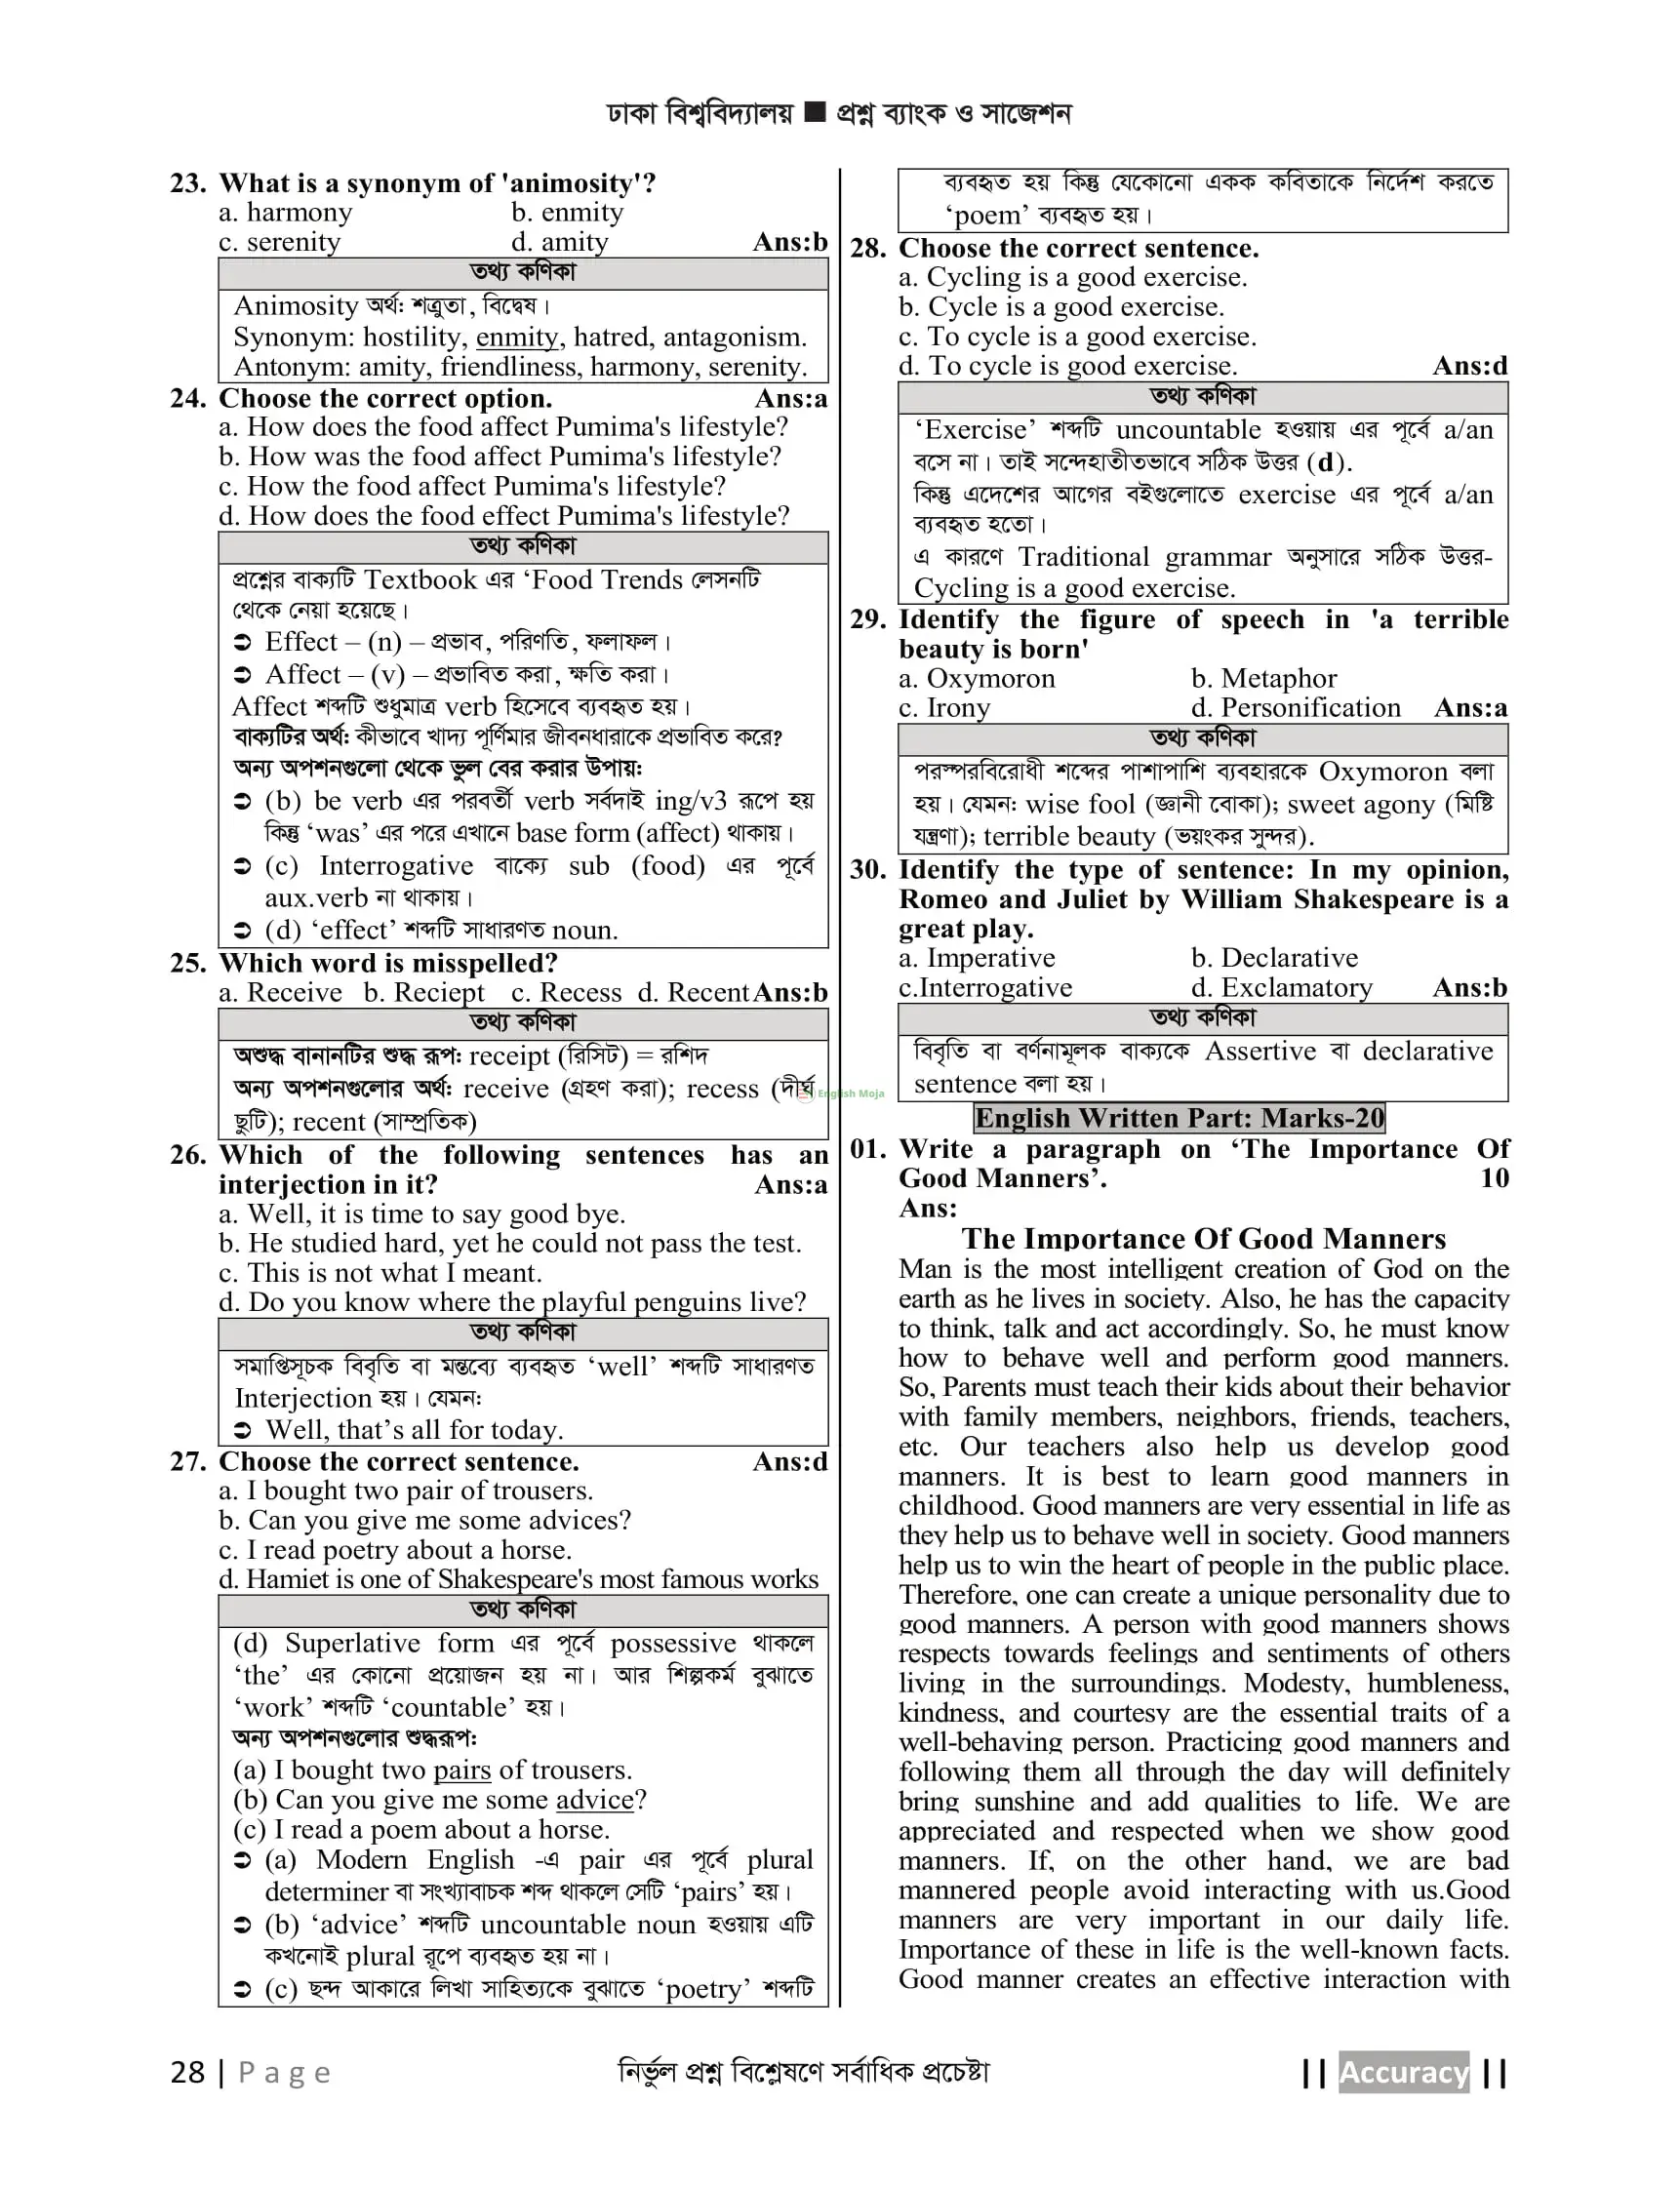 ঢাকা বিশ্ববিদ্যালয় ■ প্রশ্ন ব্যাংক ও সাজেশন
23. What is a synonym of 'animosity'?
a. harmony b. enmity
c. serenity d. amity Ans:b
তথ্য কণিকা
Animosity অর্থ: শত্রুতা, বিদ্বেষ।
Synonym: hostility, enmity, hatred, antagonism.
Antonym: amity, friendliness, harmony, serenity.
24. Choose the correct option. Ans:a
a. How does the food affect Pumima's lifestyle?
b. How was the food affect Pumima's lifestyle?
c. How the food affect Pumima's lifestyle?
d. How does the food effect Pumima's lifestyle?
তথ্য কণিকা
প্রশ্নের বাক্যটি Textbook এর ‘Food Trends লেসনটি
থেকে নেয়া হয়েছে।
➲ Effect – (n) – প্রভাব, পরিণতি, ফলাফল।
➲ Affect – (v) – প্রভাবিত করা, ক্ষতি করা।
Affect শব্দটি শুধুমাত্র verb হিসেবে ব্যবহৃত হয়।
বাক্যটির অর্থ: কীভাবে খাদ্য পূর্ণিমার জীবনধারাকে প্রভাবিত করে?
অন্য অপশনগুলো থেকে ভুল বের করার উপায়:
➲ (b) be verb এর পরবর্তী verb সর্বদাই ing/v3 রূপে হয়
কিন্তু ‘was’ এর পরে এখানে base form (affect) থাকায়।
➲ (c) Interrogative বাক্যে sub (food) এর পূর্বে
aux.verb না থাকায়।
➲ (d) ‘effect’ শব্দটি সাধারণত noun.
25. Which word is misspelled?
a. Receive b. Reciept c. Recess d. Recent Ans:b
তথ্য কণিকা
অশুদ্ধ বানানটির শুদ্ধ রূপ: receipt (রিসিট) = রশিদ
অন্য অপশনগুলোর অর্থ: receive (গ্রহণ করা); recess (দীর্ঘ
ছুটি); recent (সাম্প্রতিক)
26. Which of the following sentences has an
interjection in it? Ans:a
a. Well, it is time to say good bye.
b. He studied hard, yet he could not pass the test.
c. This is not what I meant.
d. Do you know where the playful penguins live?
তথ্য কণিকা
সমাপ্তিসূচক বিবৃতি বা মন্তব্যে ব্যবহৃত ‘well’ শব্দটি সাধারণত
Interjection হয়। যেমন:
➲ Well, that’s all for today.
27. Choose the correct sentence. Ans:d
a. I bought two pair of trousers.
b. Can you give me some advices?
c. I read poetry about a horse.
d. Hamiet is one of Shakespeare's most famous works
তথ্য কণিকা
(d) Superlative form এর পূর্বে possessive থাকলে
‘the’ এর কোনো প্রয়োজন হয় না। আর শিল্পকর্ম বুঝাতে
‘work’ শব্দটি ‘countable’ হয়।
অন্য অপশনগুলোর শুদ্ধরূপ:
(a) I bought two pairs of trousers.
(b) Can you give me some advice?
(c) I read a poem about a horse.
➲ (a) Modern English -এ pair এর পূর্বে plural
determiner বা সংখ্যাবাচক শব্দ থাকলে সেটি ‘pairs’ হয়।
➲ (b) ‘advice’ শব্দটি uncountable noun হওয়ায় এটি
কখনোই plural রূপে ব্যবহৃত হয় না।
➲ (c) ছন্দ আকারে লিখা সাহিত্যকে বুঝাতে ‘poetry’ শব্দটি
ব্যবহৃত হয় কিন্তু যেকোনো একক কবিতাকে নির্দেশ করতে
‘poem’ ব্যবহৃত হয়।
28. Choose the correct sentence.
a. Cycling is a good exercise.
b. Cycle is a good exercise.
c. To cycle is a good exercise.
d. To cycle is good exercise. Ans:d
তথ্য কণিকা
‘Exercise’ শব্দটি uncountable হওয়ায় এর পূর্বে a/an
বসে না। তাই সন্দেহাতীতভাবে সঠিক উত্তর (d).
কিন্তু এদেশের আগের বইগুলোতে exercise এর পূর্বে a/an
ব্যবহৃত হতো।
এ কারণে Traditional grammar অনুসারে সঠিক উত্তর-
Cycling is a good exercise.
29. Identify the figure of speech in 'a terrible
beauty is born'
a. Oxymoron b. Metaphor
c. Irony d. Personification Ans:a
তথ্য কণিকা
পরস্পরবিরোধী শব্দের পাশাপাশি ব্যবহারকে Oxymoron বলা
হয়। যেমন: wise fool (জ্ঞানী বোকা); sweet agony (মিষ্টি
যন্ত্রণা); terrible beauty (ভয়ংকর সুন্দর).
30. Identify the type of sentence: In my opinion,
Romeo and Juliet by William Shakespeare is a
great play.
a. Imperative b. Declarative
c.Interrogative d. Exclamatory Ans:b
তথ্য কণিকা
বিবৃতি বা বর্ণনামূলক বাক্যকে Assertive বা declarative
sentence বলা হয়।
English Moja
English Written Part: Marks-20
01. Write a paragraph on ‘The Importance Of
Good Manners’. 10
Ans:
The Importance Of Good Manners
Man is the most intelligent creation of God on the
earth as he lives in society. Also, he has the capacity
to think, talk and act accordingly. So, he must know
how to behave well and perform good manners.
So, Parents must teach their kids about their behavior
with family members, neighbors, friends, teachers,
etc. Our teachers also help us develop good
manners. It is best to learn good manners in
childhood. Good manners are very essential in life as
they help us to behave well in society. Good manners
help us to win the heart of people in the public place.
Therefore, one can create a unique personality due to
good manners. A person with good manners shows
respects towards feelings and sentiments of others
living in the surroundings. Modesty, humbleness,
kindness, and courtesy are the essential traits of a
well-behaving person. Practicing good manners and
following them all through the day will definitely
bring sunshine and add qualities to life. We are
appreciated and respected when we show good
manners. If, on the other hand, we are bad
mannered people avoid interacting with us.Good
manners are very important in our daily life.
Importance of these in life is the well-known facts.
Good manner creates an effective interaction with
28 | Page নির্ভুল প্রশ্ন বিশ্লেষণে সর্বাধিক প্রচেষ্টা || Accuracy ||